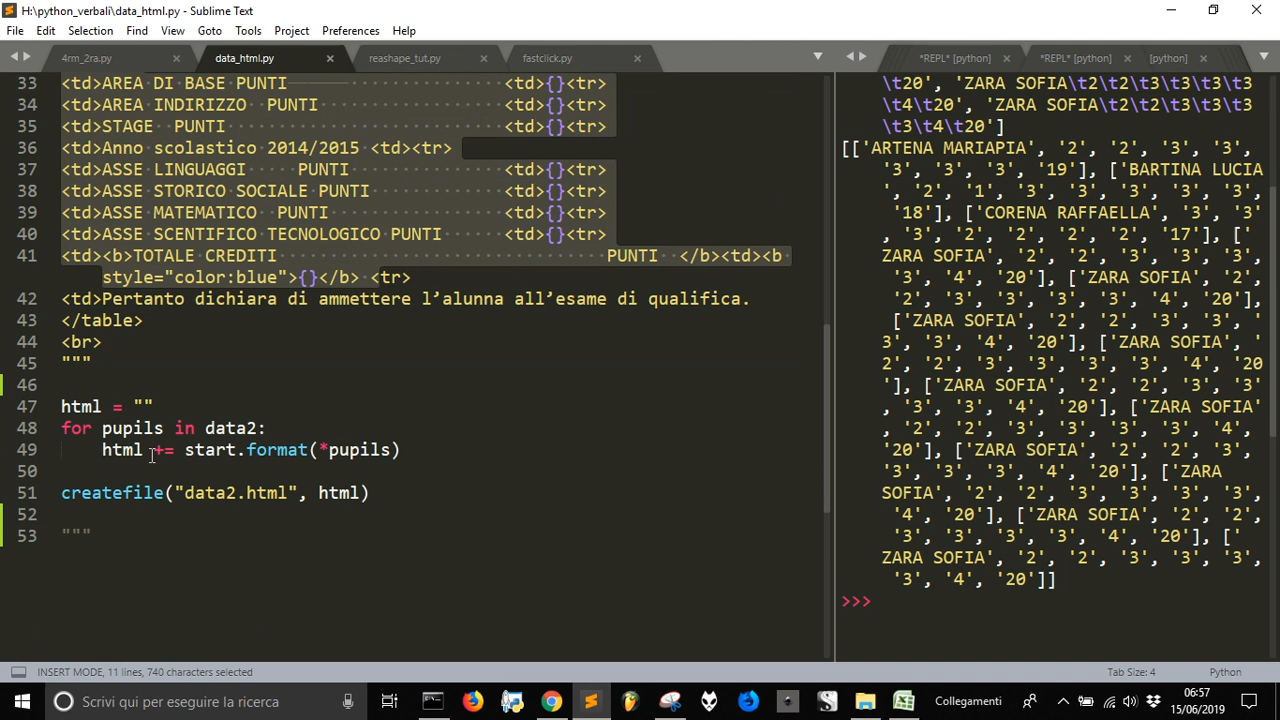 H:\python_verbali\data_html.py - Sublime Text
File Edit Selection Find View Goto Tools Project Preferences Help
4rm_2ra.py × data_html.py × reashape_tut.py × fastclick.py × *REPL* [python] × *REPL* [python] × [python] ×
33 <td>AREA DI BASE PUNTI <td>{}<tr>
34 <td>AREA INDIRIZZO PUNTI <td>{}<tr>
35 <td>STAGE PUNTI <td>{}<tr>
36 <td>Anno scolastico 2014/2015 <td><tr>
37 <td>ASSE LINGUAGGI PUNTI <td>{}<tr>
38 <td>ASSE STORICO SOCIALE PUNTI <td>{}<tr>
39 <td>ASSE MATEMATICO PUNTI <td>{}<tr>
40 <td>ASSE SCENTIFICO TECNOLOGICO PUNTI <td>{}<tr>
41 <td><b>TOTALE CREDITI PUNTI </b><td><b
style="color:blue">{}</b> <tr>
42 <td>Pertanto dichiara di ammettere l’alunna all’esame di qualifica.
43 </table>
44 <br>
45 """
46
47 html = ""
48 for pupils in data2:
49 html += start.format(*pupils)
50
51 createfile("data2.html", html)
52
53 """
\t20', 'ZARA SOFIA\t2\t2\t3\t3\t3\t3
\t4\t20', 'ZARA SOFIA\t2\t2\t3\t3\t3
\t3\t4\t20']
[['ARTENA MARIAPIA', '2', '2', '3', '3',
'3', '3', '3', '19'], ['BARTINA LUCIA'
, '2', '1', '3', '3', '3', '3', '3',
'18'], ['CORENA RAFFAELLA', '3', '3'
, '3', '2', '2', '2', '2', '17'], ['
ZARA SOFIA', '2', '2', '3', '3', '3',
'3', '4', '20'], ['ZARA SOFIA', '2',
'2', '3', '3', '3', '3', '4', '20'],
['ZARA SOFIA', '2', '2', '3', '3', '
3', '3', '4', '20'], ['ZARA SOFIA', '
2', '2', '3', '3', '3', '3', '4', '20
'], ['ZARA SOFIA', '2', '2', '3', '3'
, '3', '3', '4', '20'], ['ZARA SOFIA'
, '2', '2', '3', '3', '3', '3', '4',
'20'], ['ZARA SOFIA', '2', '2', '3',
'3', '3', '3', '4', '20'], ['ZARA
SOFIA', '2', '2', '3', '3', '3', '3',
'4', '20'], ['ZARA SOFIA', '2', '2',
'3', '3', '3', '3', '4', '20'], ['
ZARA SOFIA', '2', '2', '3', '3', '3',
'3', '4', '20']]
>>>
INSERT MODE, 11 lines, 740 characters selected Tab Size: 4 Python
Scrivi qui per eseguire la ricerca Collegamenti 06:57
15/06/2019